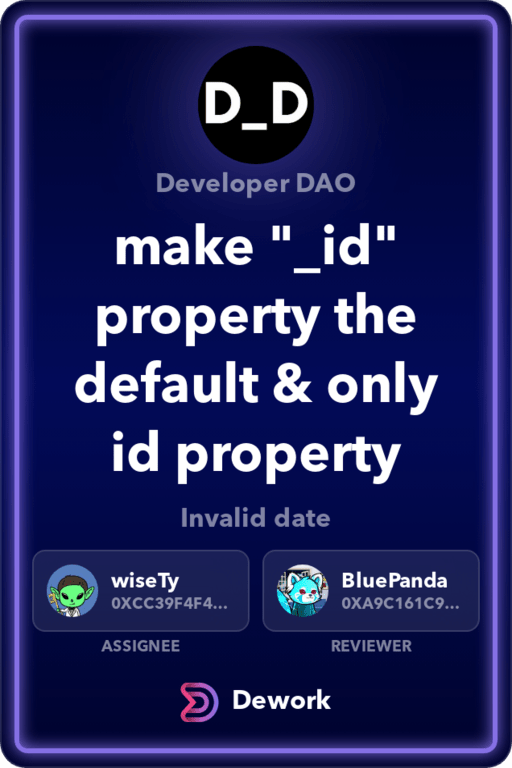 D_D
Developer DAO
make "_id"
property the
default & only
id property
Invalid date
wiseTy
0XCC39F4F4...
BluePanda
0XA9C161C9...
ASSIGNEE
REVIEWER
Dework